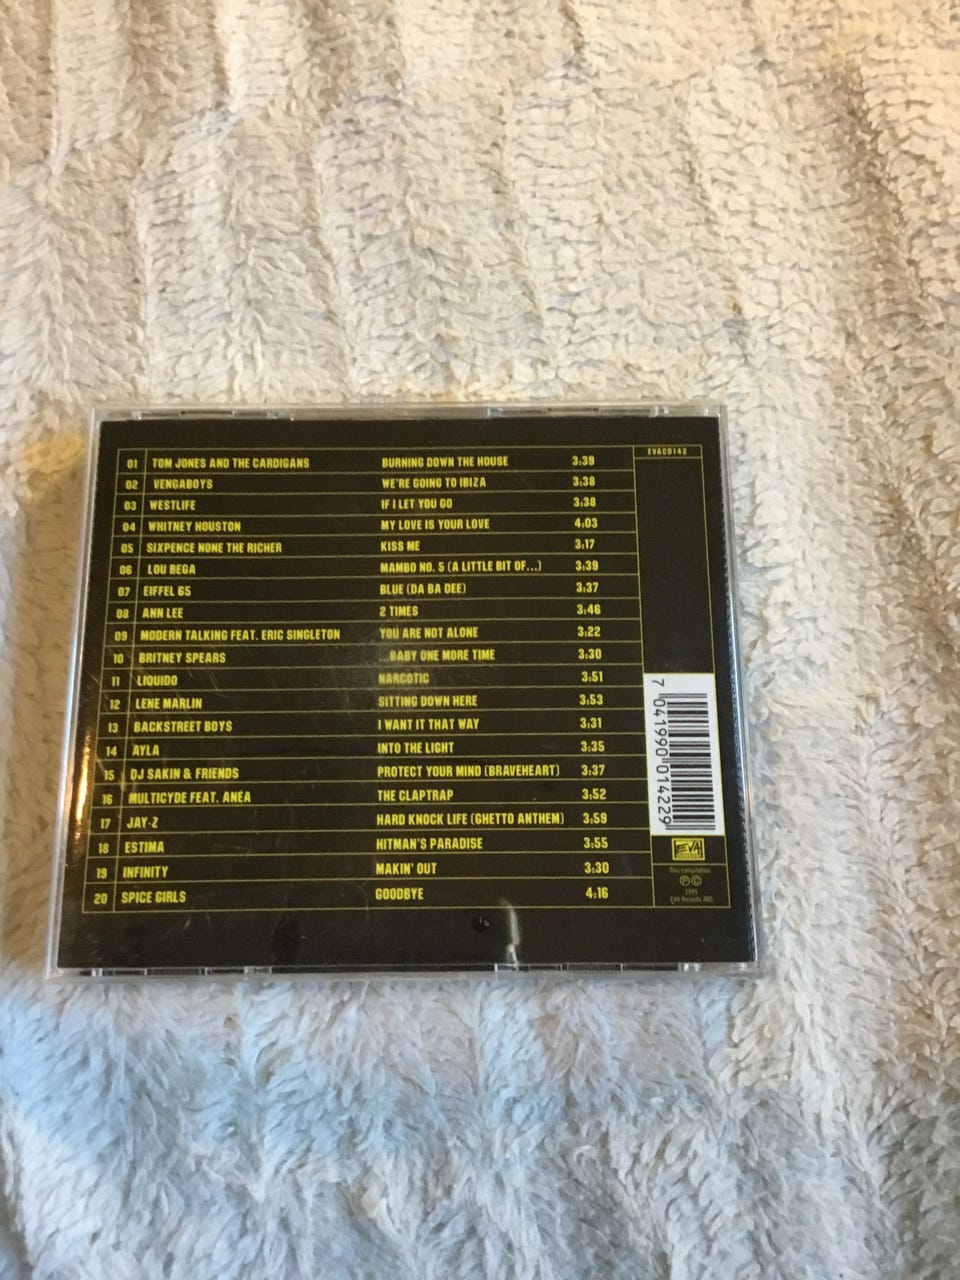 01 TOM JONES AND THE CARDIGANS BURNING DOWN THE HOUSE 3:39
02 VENGABOYS WE'RE GOING TO IBIZA 3:38
03 WESTLIFE IF I LET YOU GO 3:38
04 WHITNEY HOUSTON MY LOVE IS YOUR LOVE 4:03
05 SIXPENCE NONE THE RICHER KISS ME 3:17
06 LOU BEGA MAMBO NO. 5 (A LITTLE BIT OF...) 3:39
07 EIFFEL 65 BLUE (DA BA DEE) 3:37
08 ANN LEE 2 TIMES 3:46
09 MODERN TALKING FEAT. ERIC SINGLETON YOU ARE NOT ALONE 3:22
10 BRITNEY SPEARS ...BABY ONE MORE TIME 3:30
11 LIQUIDO NARCOTIC 3:51
12 LENE MARLIN SITTING DOWN HERE 3:53
13 BACKSTREET BOYS I WANT IT THAT WAY 3:31
14 AYLA INTO THE LIGHT 3:35
15 DJ SAKIN & FRIENDS PROTECT YOUR MIND (BRAVEHEART) 3:37
16 MULTICYDE FEAT. ANÉA THE CLAPTRAP 3:52
17 JAY-Z HARD KNOCK LIFE (GHETTO ANTHEM) 3:59
18 ESTIMA HITMAN'S PARADISE 3:55
19 INFINITY MAKIN' OUT 3:30
20 SPICE GIRLS GOODBYE 4:16
EVACD142
7 041990 014229
EVA
This compilation
Ⓟ©
1999
EVA Records